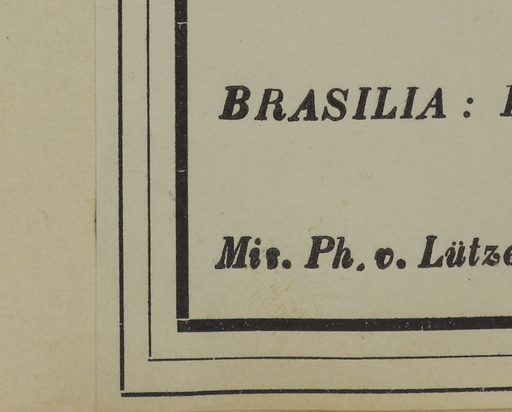 BRASILIA :
Mis. Ph. v. Lütze